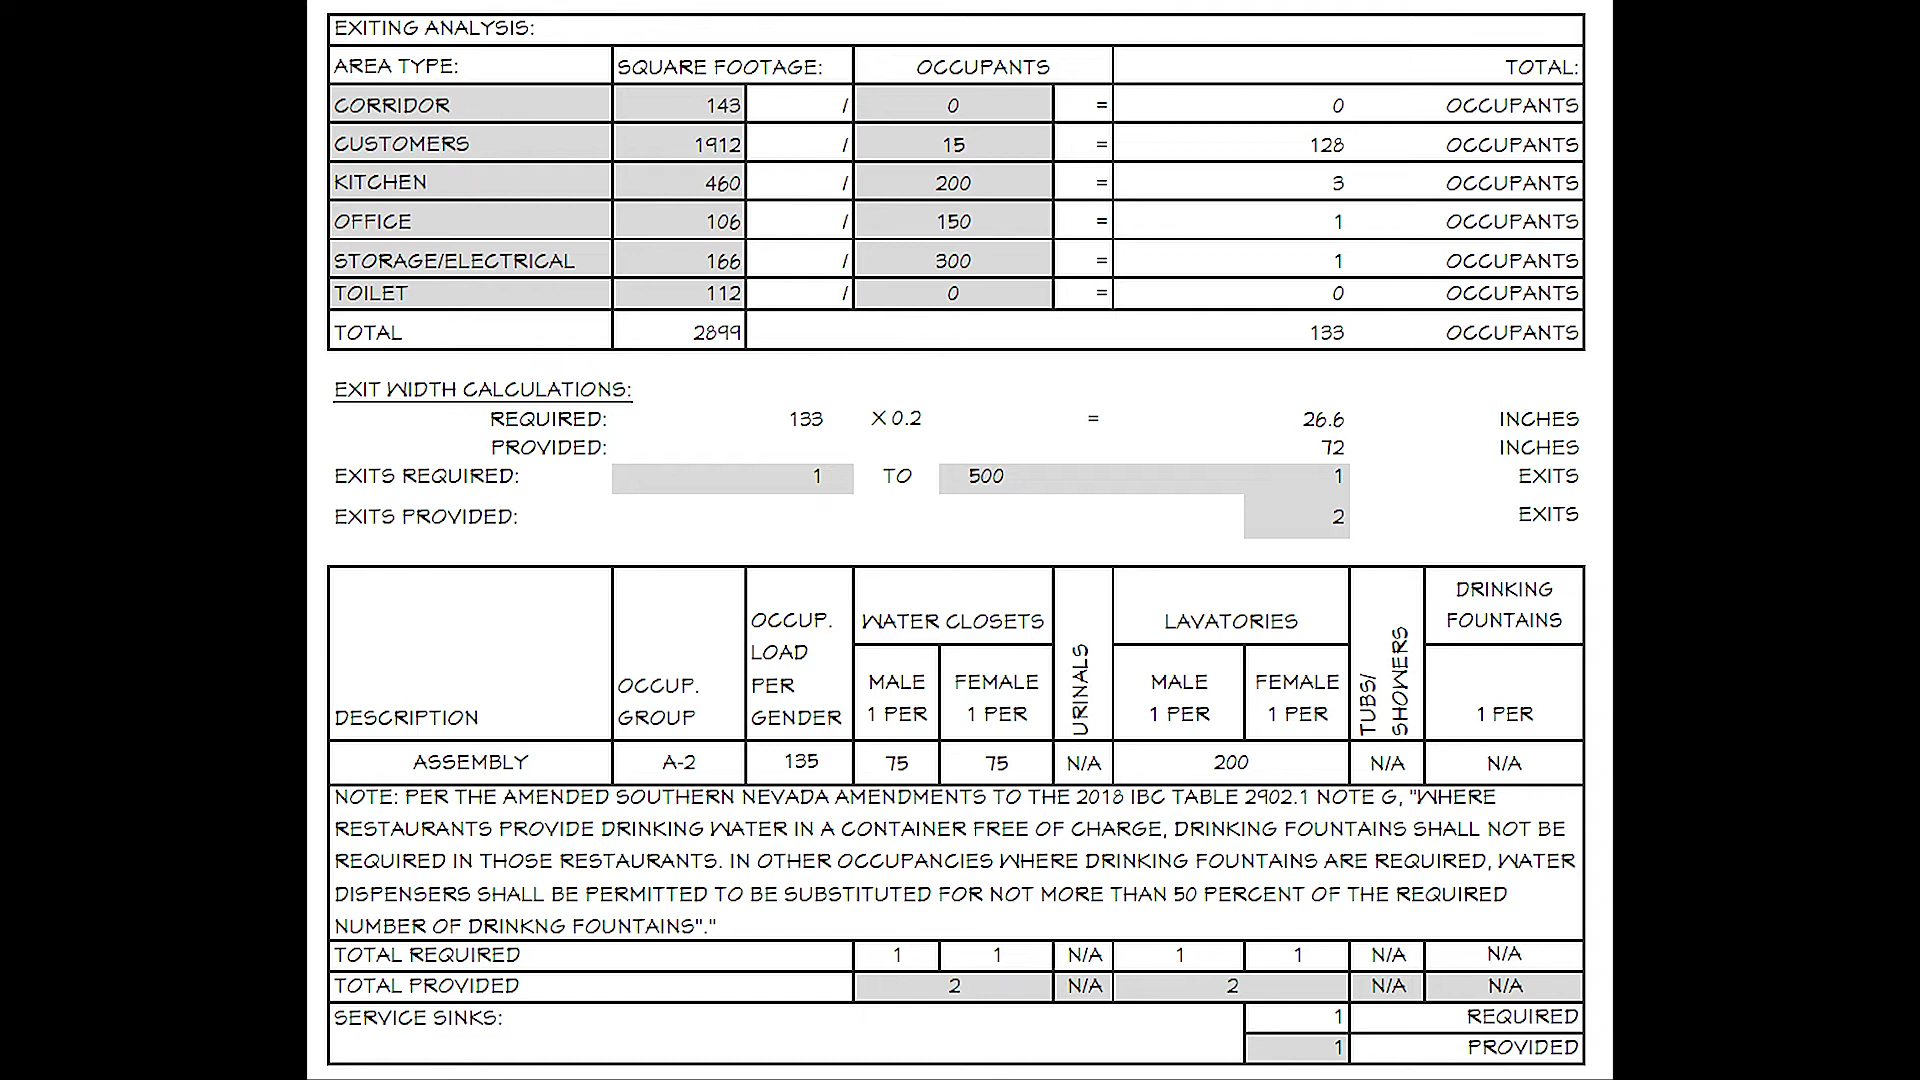 EXITING ANALYSIS:
AREA TYPE: SQUARE FOOTAGE: OCCUPANTS TOTAL:
CORRIDOR 143 / 0 = 0 OCCUPANTS
CUSTOMERS 1912 / 15 = 128 OCCUPANTS
KITCHEN 460 / 200 = 3 OCCUPANTS
OFFICE 106 / 150 = 1 OCCUPANTS
STORAGE/ELECTRICAL 166 / 300 = 1 OCCUPANTS
TOILET 112 / 0 = 0 OCCUPANTS
TOTAL 2899 133 OCCUPANTS
EXIT WIDTH CALCULATIONS:
REQUIRED: 133 X 0.2 = 26.6 INCHES
PROVIDED: 72 INCHES
EXITS REQUIRED: 1 TO 500 1 EXITS
EXITS PROVIDED: 2 EXITS
DESCRIPTION
OCCUP.
GROUP
OCCUP.
LOAD
PER
GENDER
WATER CLOSETS
MALE
1 PER
FEMALE
1 PER
URINALS
LAVATORIES
MALE
1 PER
FEMALE
1 PER
TUBS/
SHOWERS
DRINKING
FOUNTAINS
1 PER
ASSEMBLY A-2 135 75 75 N/A 200 N/A N/A
NOTE: PER THE AMENDED SOUTHERN NEVADA AMENDMENTS TO THE 2018 IBC TABLE 2902.1 NOTE G, "WHERE
RESTAURANTS PROVIDE DRINKING WATER IN A CONTAINER FREE OF CHARGE, DRINKING FOUNTAINS SHALL NOT BE
REQUIRED IN THOSE RESTAURANTS. IN OTHER OCCUPANCIES WHERE DRINKING FOUNTAINS ARE REQUIRED, WATER
DISPENSERS SHALL BE PERMITTED TO BE SUBSTITUTED FOR NOT MORE THAN 50 PERCENT OF THE REQUIRED
NUMBER OF DRINKNG FOUNTAINS"."
TOTAL REQUIRED 1 1 N/A 1 1 N/A N/A
TOTAL PROVIDED 2 N/A 2 N/A N/A
SERVICE SINKS: 1 REQUIRED
1 PROVIDED